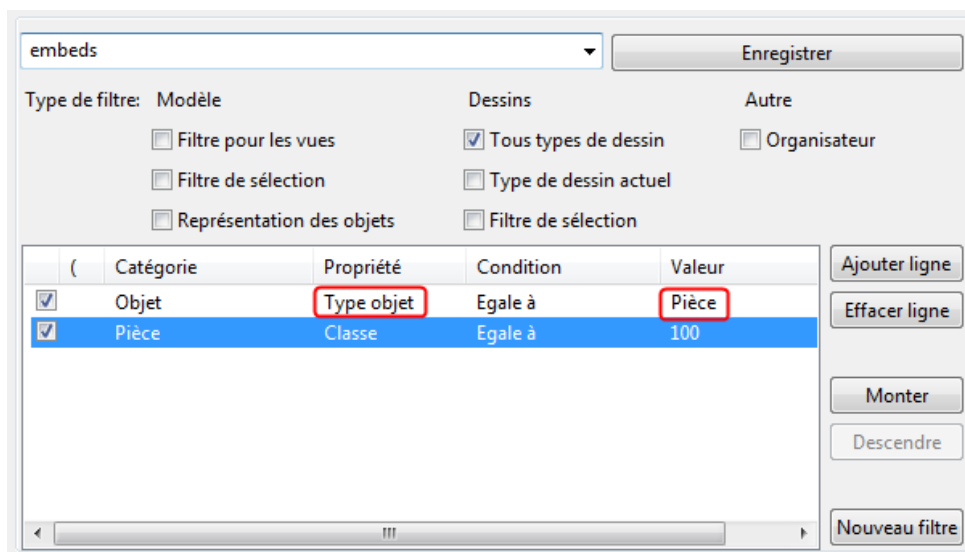 embeds Enregistrer
Type de filtre: Modèle Dessins Autre
Filtre pour les vues Tous types de dessin Organisateur
Filtre de sélection Type de dessin actuel
Représentation des objets Filtre de sélection
( Catégorie Propriété Condition Valeur Ajouter ligne
Objet Type objet Egale à Pièce
Effacer ligne
Pièce Classe Egale à 100
Monter
Descendre
Nouveau filtre